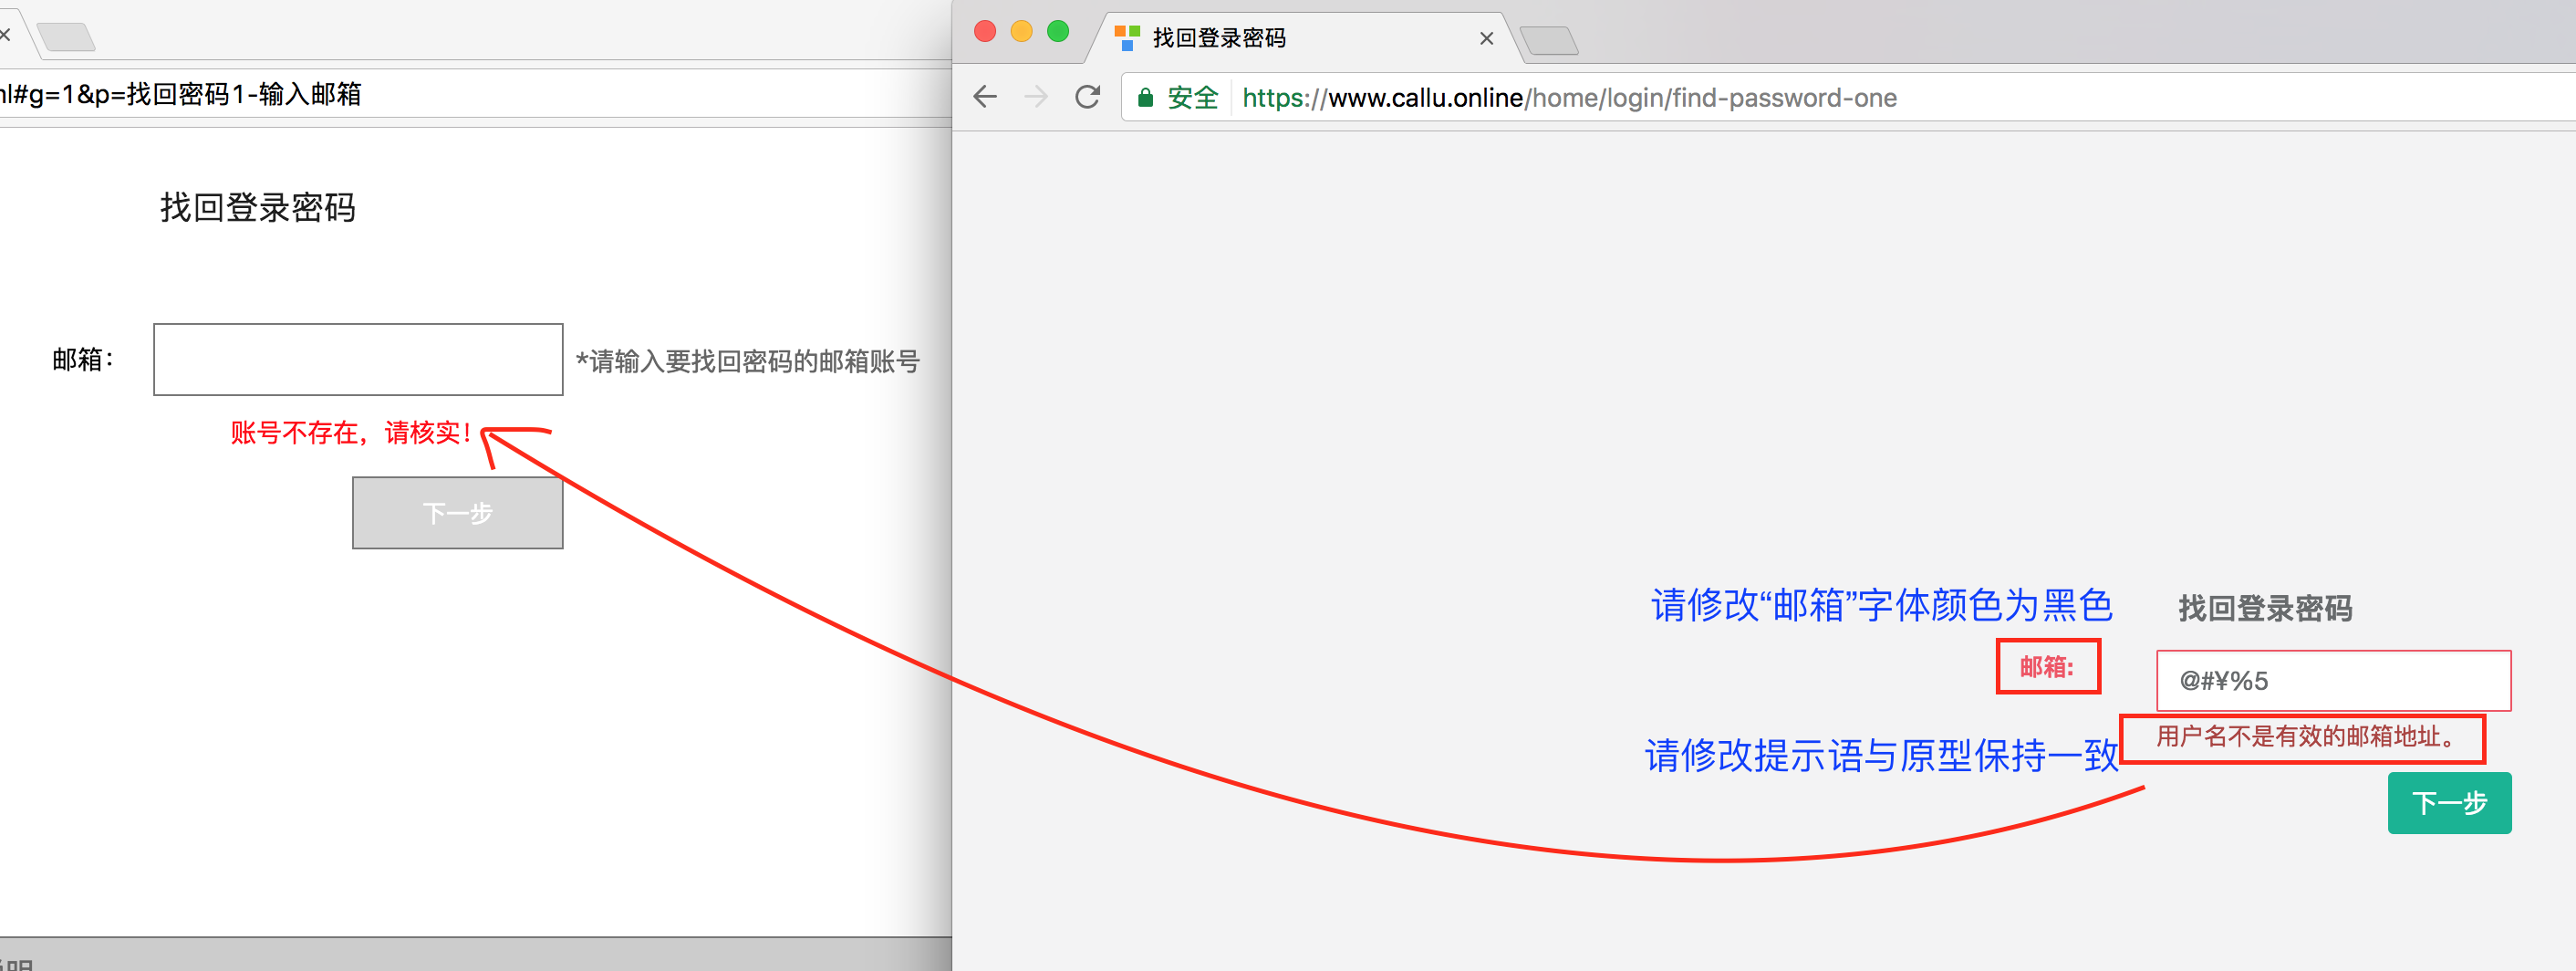 找回登录密码
nl#g=1&p=找回密码1-输入邮箱
安全 https://www.callu.online/home/login/find-password-one
找回登录密码
邮箱：
*请输入要找回密码的邮箱账号
账号不存在，请核实！
下一步
请修改“邮箱”字体颜色为黑色
找回登录密码
邮箱:
@#¥%5
用户名不是有效的邮箱地址。
请修改提示语与原型保持一致
下一步